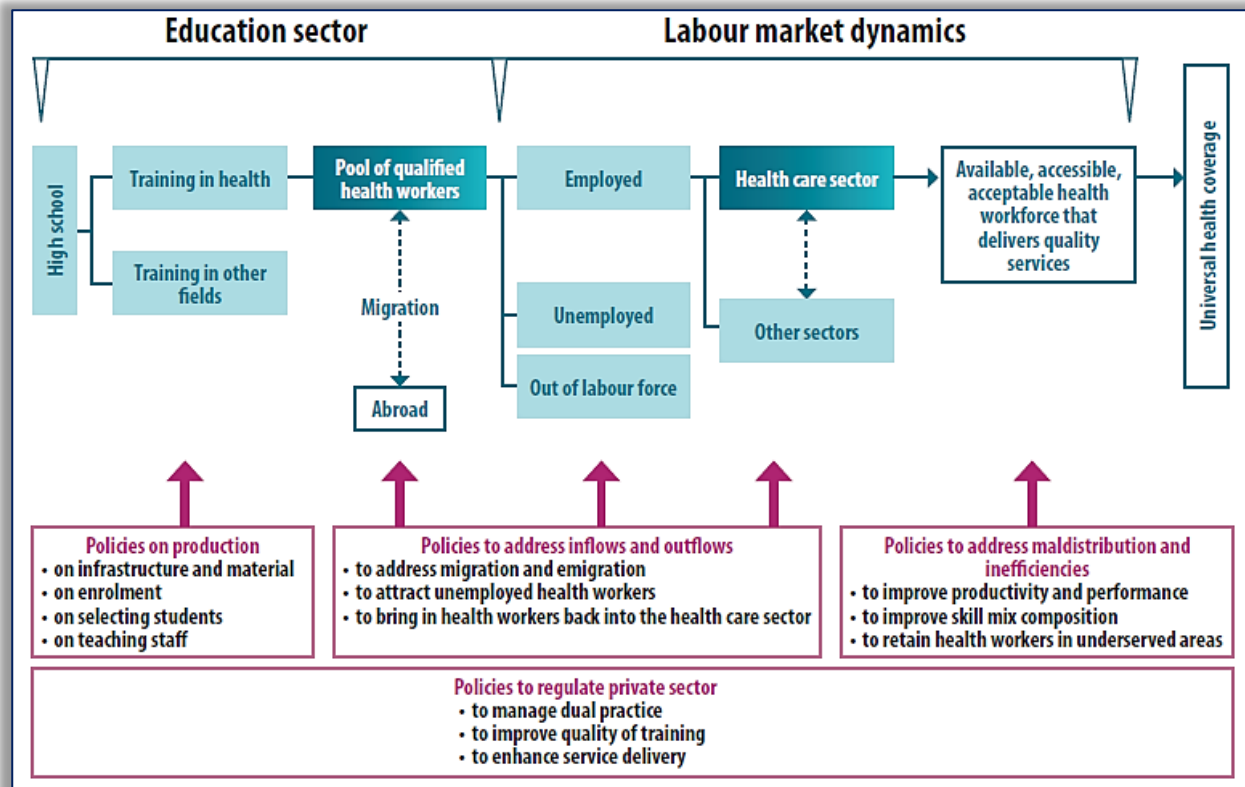 Education sector
Labour market dynamics
High school
Training in health
Training in other
fields
Pool of qualified
health workers
Migration
Abroad
Employed
Unemployed
Out of labour force
Health care sector
Other sectors
Available, accessible,
acceptable health
workforce that
delivers quality
services
Universal health coverage
Policies on production
• on infrastructure and material
• on enrolment
• on selecting students
• on teaching staff
Policies to address inflows and outflows
• to address migration and emigration
• to attract unemployed health workers
• to bring in health workers back into the health care sector
Policies to address maldistribution and
inefficiencies
• to improve productivity and performance
• to improve skill mix composition
• to retain health workers in underserved areas
Policies to regulate private sector
• to manage dual practice
• to improve quality of training
• to enhance service delivery